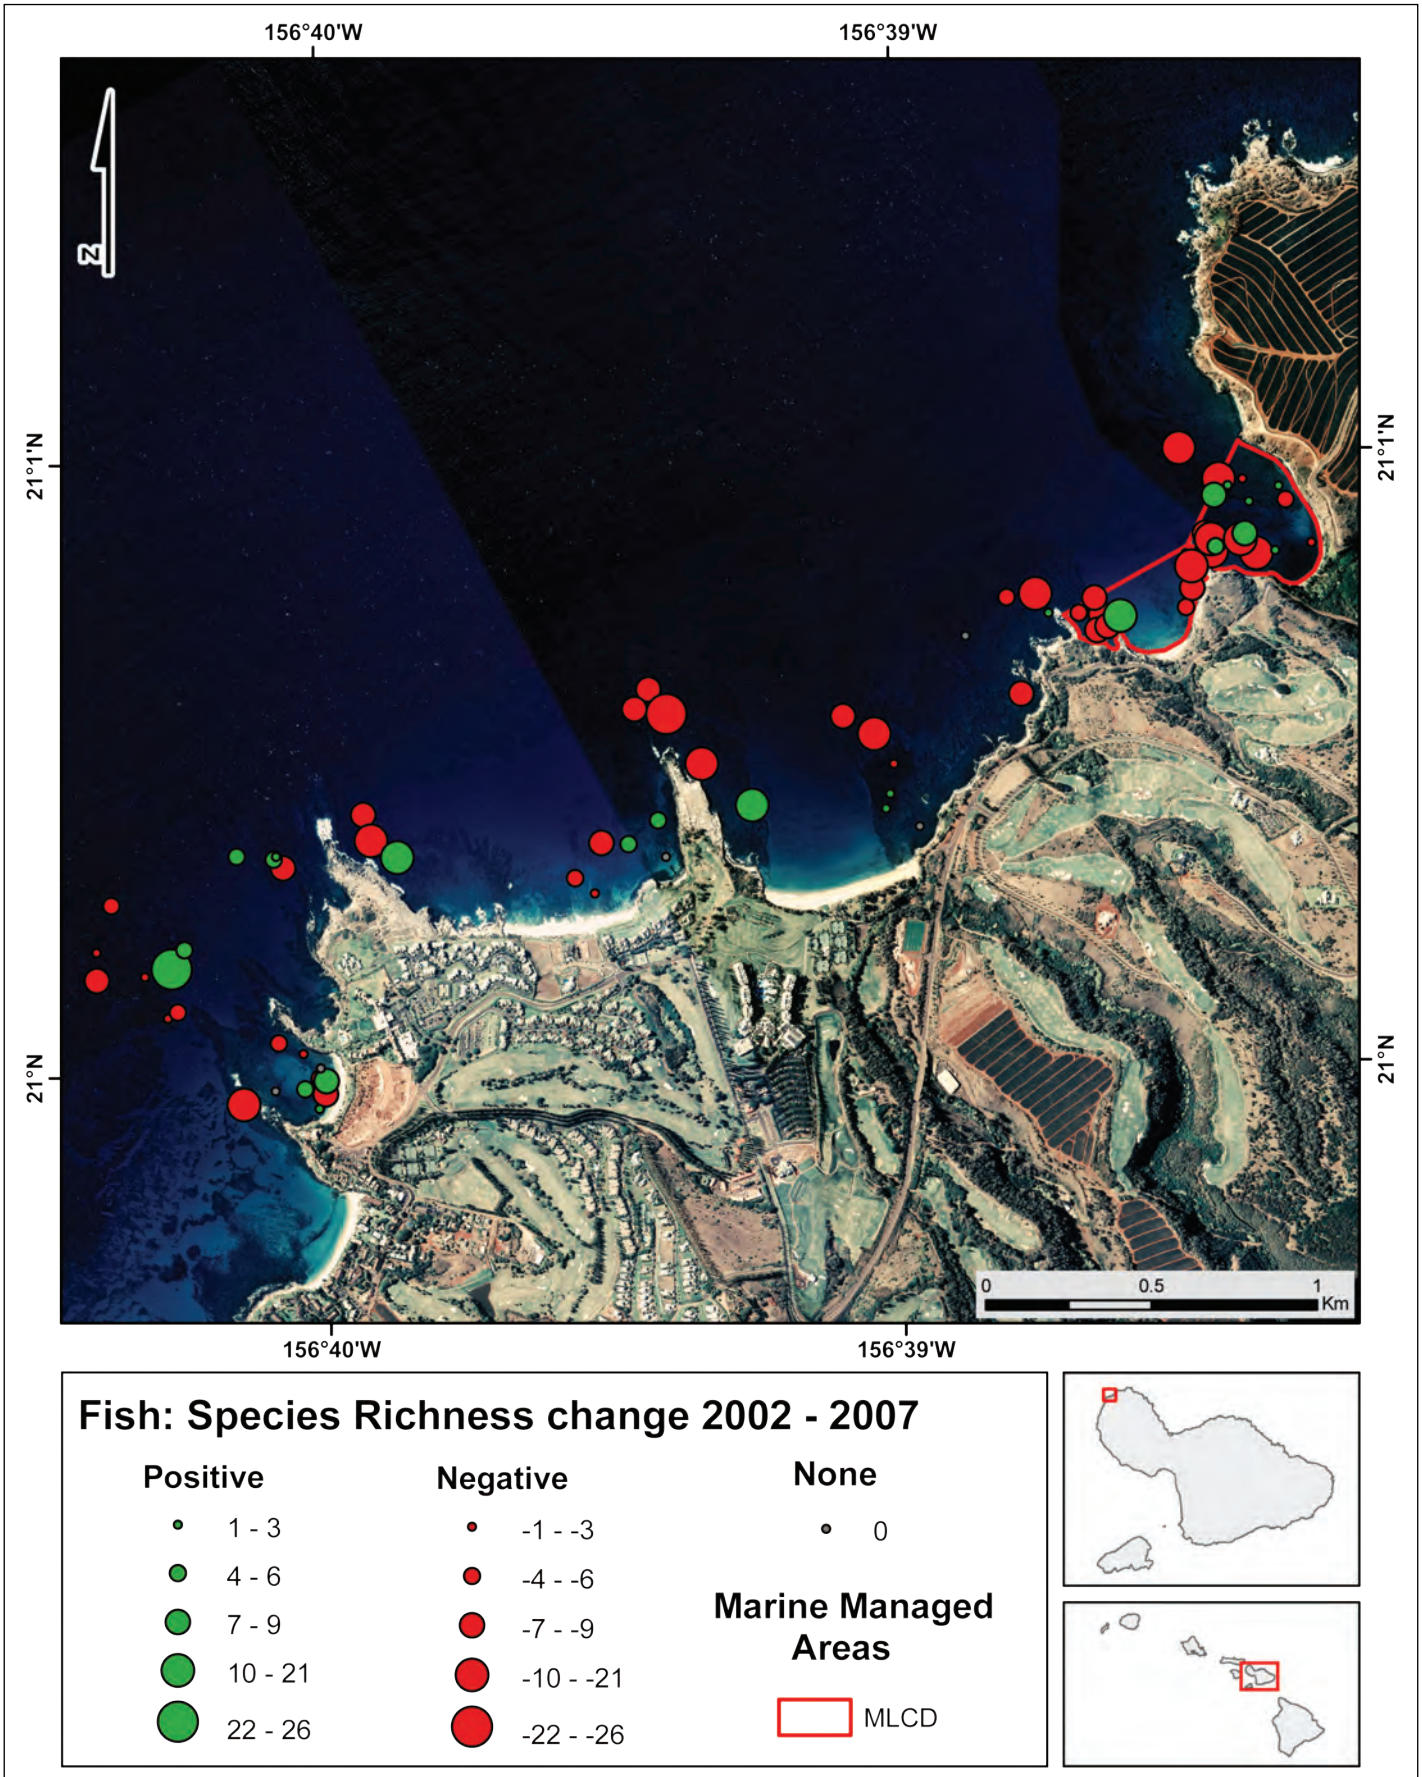 156°40'W 156°39'W
N
21°1'N 21°1'N
21°N 21°N
0 0.5 1
Km
156°40'W 156°39'W
Fish: Species Richness change 2002 - 2007
Positive Negative None
1 - 3 -1 - -3 0
4 - 6 -4 - -6
7 - 9 -7 - -9
10 - 21 -10 - -21
22 - 26 -22 - -26
Marine Managed
Areas
MLCD